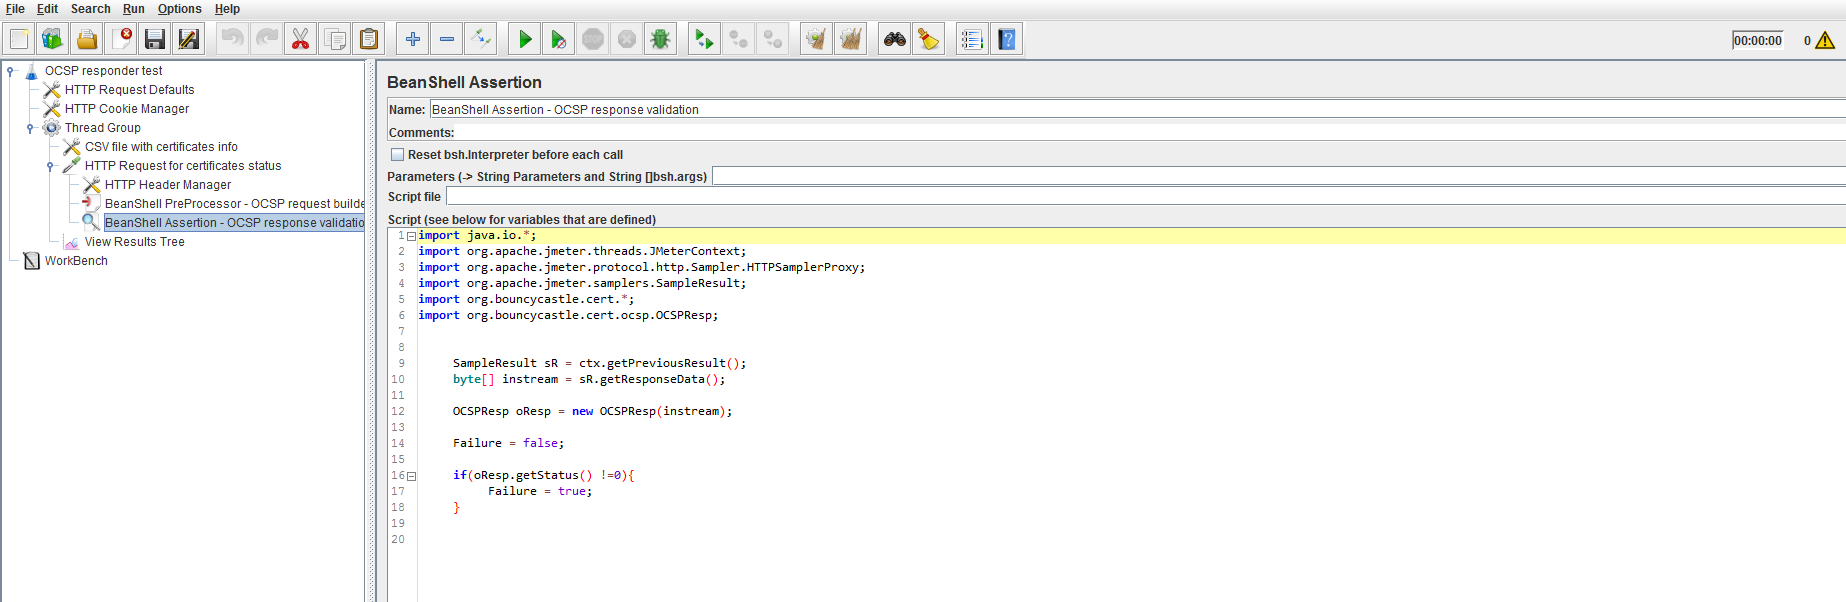 File Edit Search Run Options Help
00:00:00 0
OCSP responder test
HTTP Request Defaults
HTTP Cookie Manager
Thread Group
CSV file with certificates info
HTTP Request for certificates status
HTTP Header Manager
BeanShell PreProcessor - OCSP request builde
BeanShell Assertion - OCSP response validatio
View Results Tree
WorkBench
BeanShell Assertion
Name: BeanShell Assertion - OCSP response validation
Comments:
Reset bsh.Interpreter before each call
Parameters (-> String Parameters and String []bsh.args)
Script file
Script (see below for variables that are defined)
1 import java.io.*;
2 import org.apache.jmeter.threads.JMeterContext;
3 import org.apache.jmeter.protocol.http.Sampler.HTTPSamplerProxy;
4 import org.apache.jmeter.samplers.SampleResult;
5 import org.bouncycastle.cert.*;
6 import org.bouncycastle.cert.ocsp.OCSPResp;
7
8
9 SampleResult sR = ctx.getPreviousResult();
10 byte[] instream = sR.getResponseData();
11
12 OCSPResp oResp = new OCSPResp(instream);
13
14 Failure = false;
15
16 if(oResp.getStatus() !=0){
17 Failure = true;
18 }
19
20